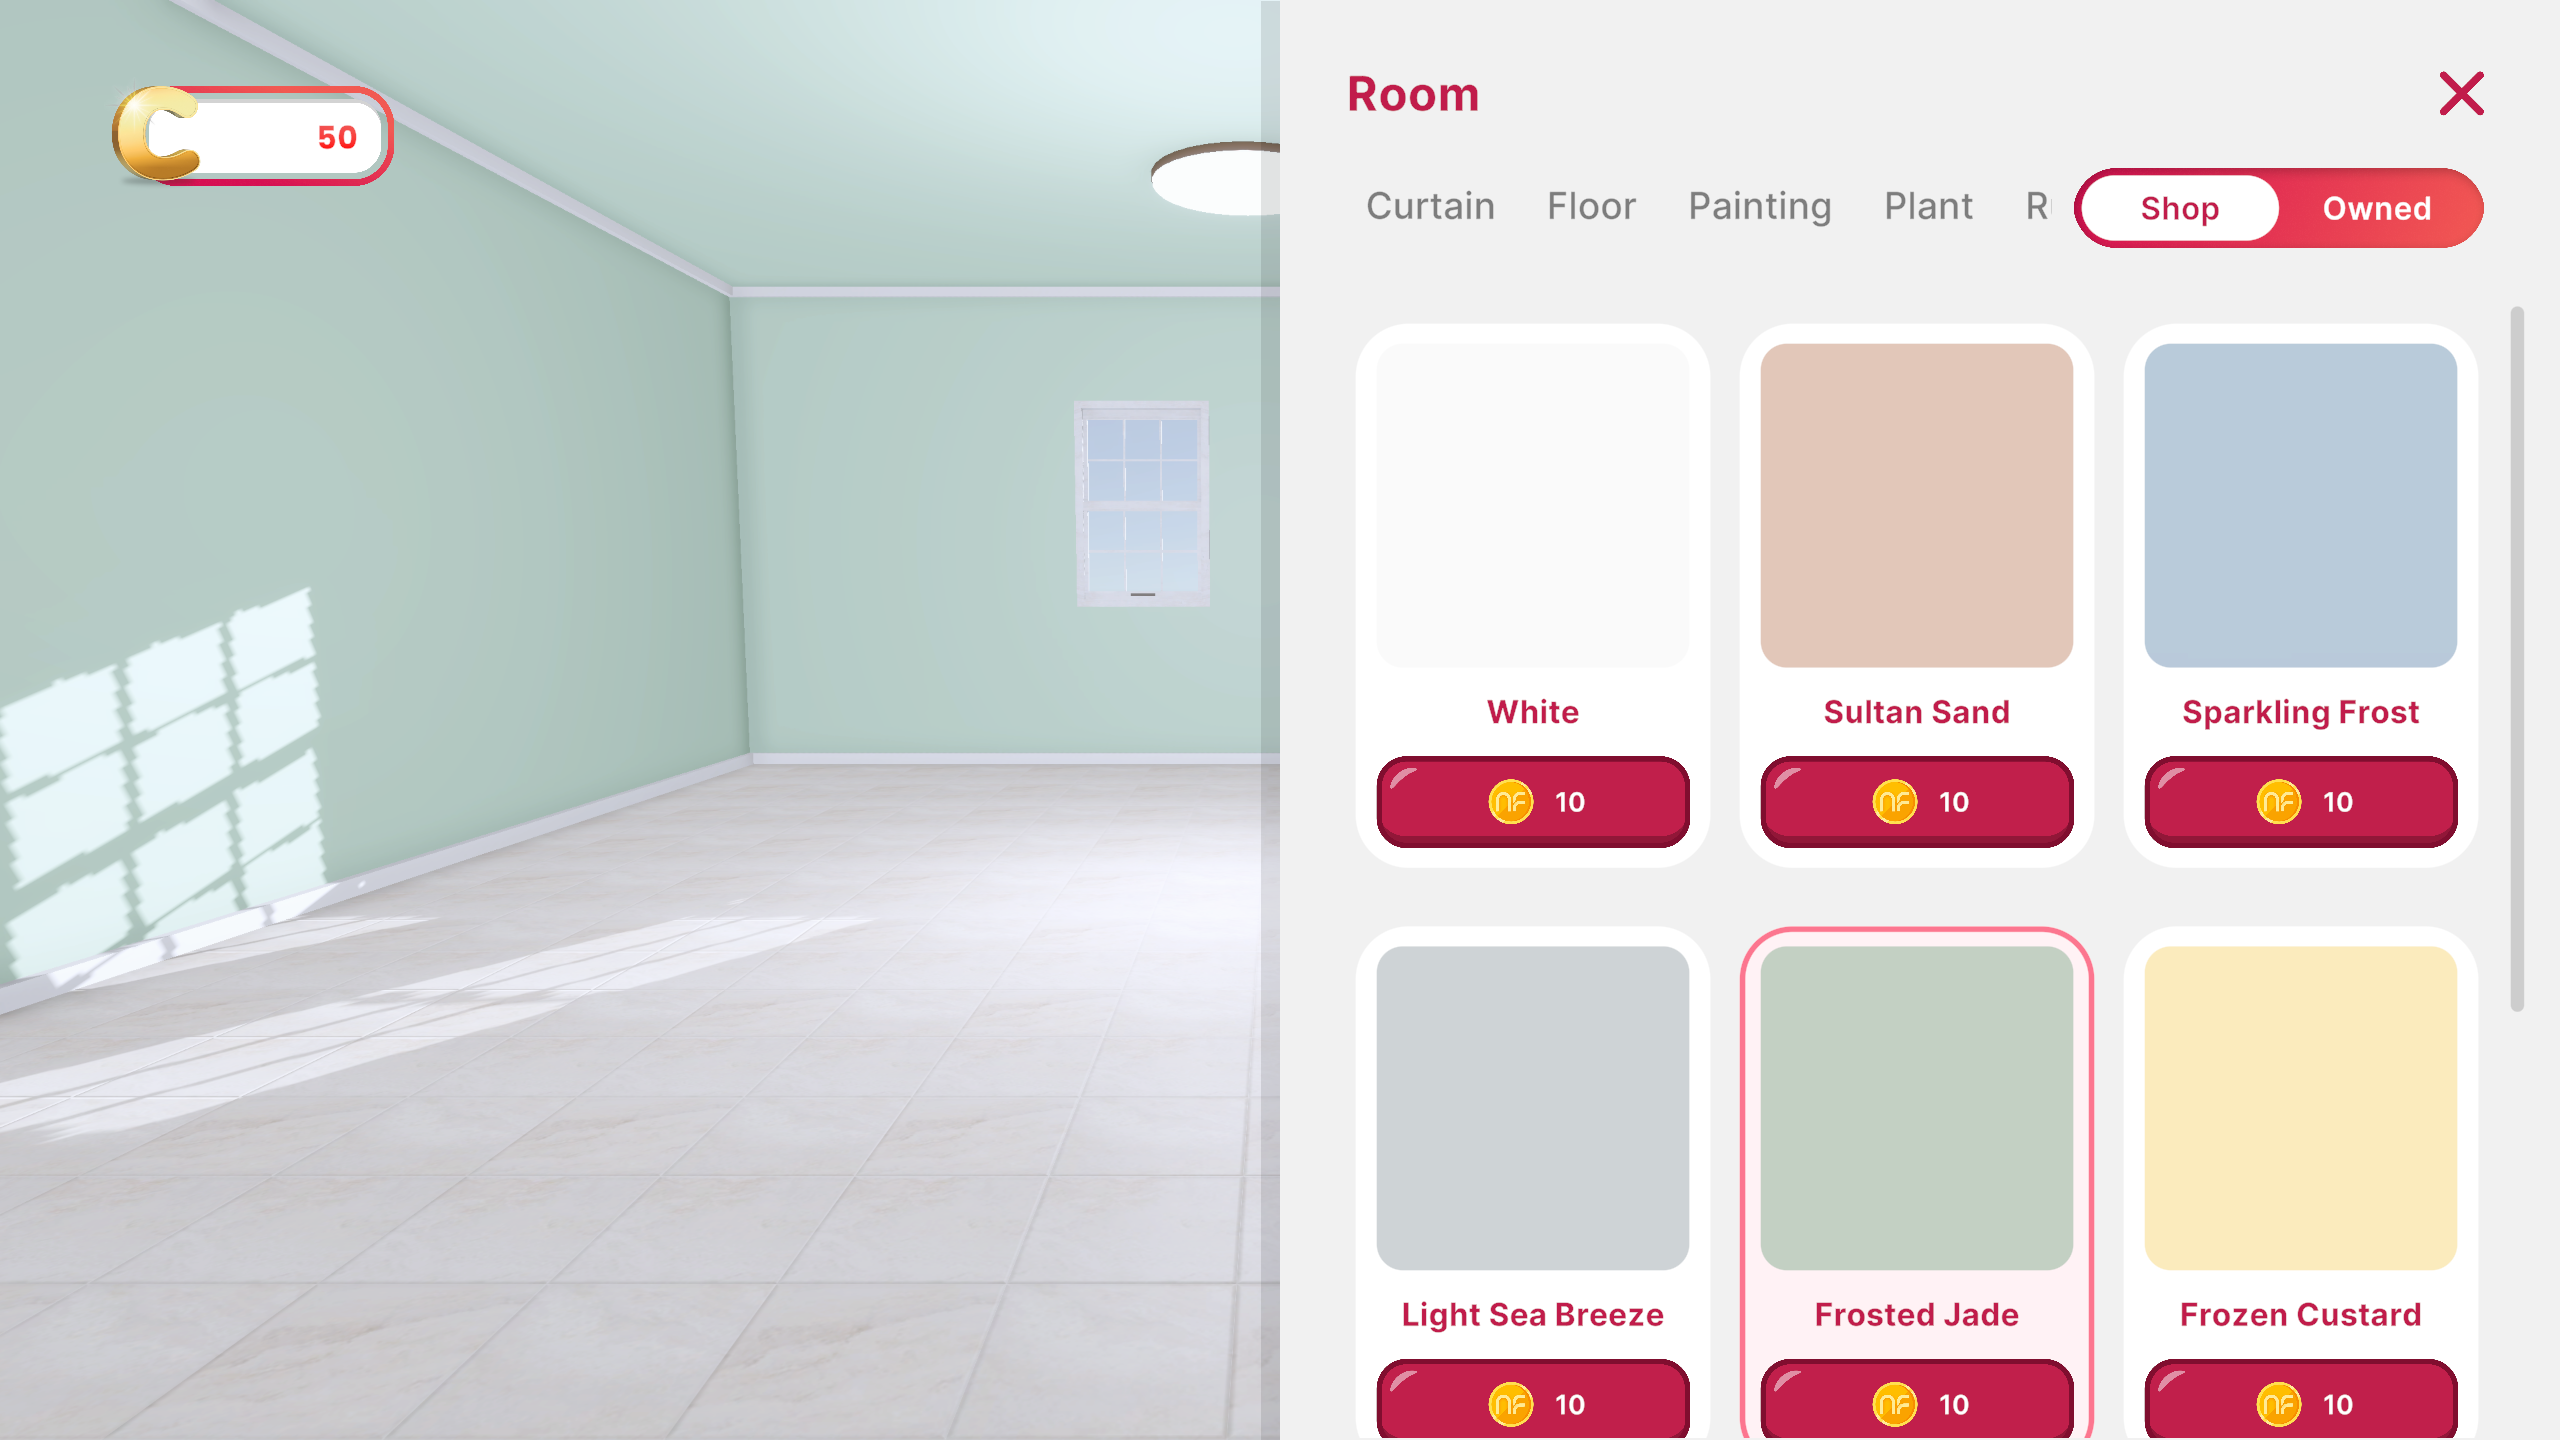 50
Room
Curtain Floor Painting Plant
Shop Owned
White Sultan Sand Sparkling Frost
10 10 10
Light Sea Breeze Frosted Jade Frozen Custard
10 10 10